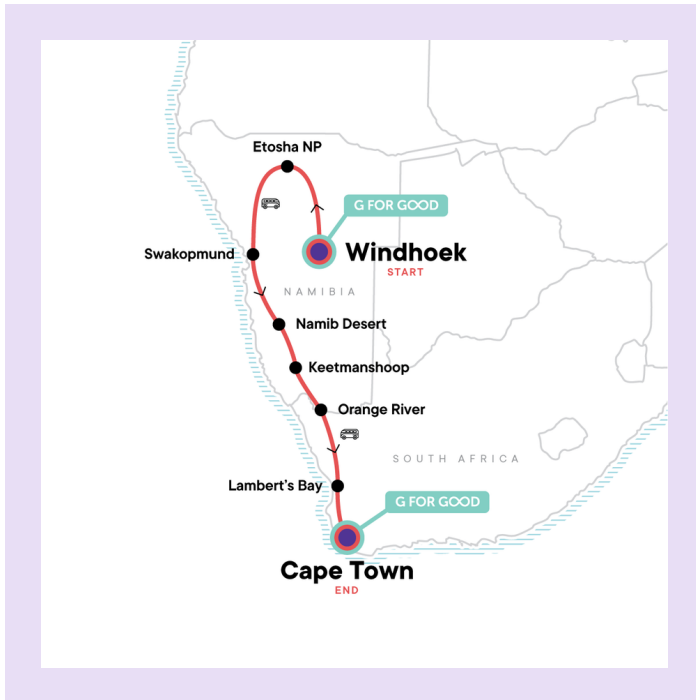 Etosha NP
G FOR GOOD
Swakopmund
Windhoek
START
NAMIBIA
Namib Desert
Keetmanshoop
Orange River
SOUTH AFRICA
Lambert's Bay
G FOR GOOD
Cape Town
END